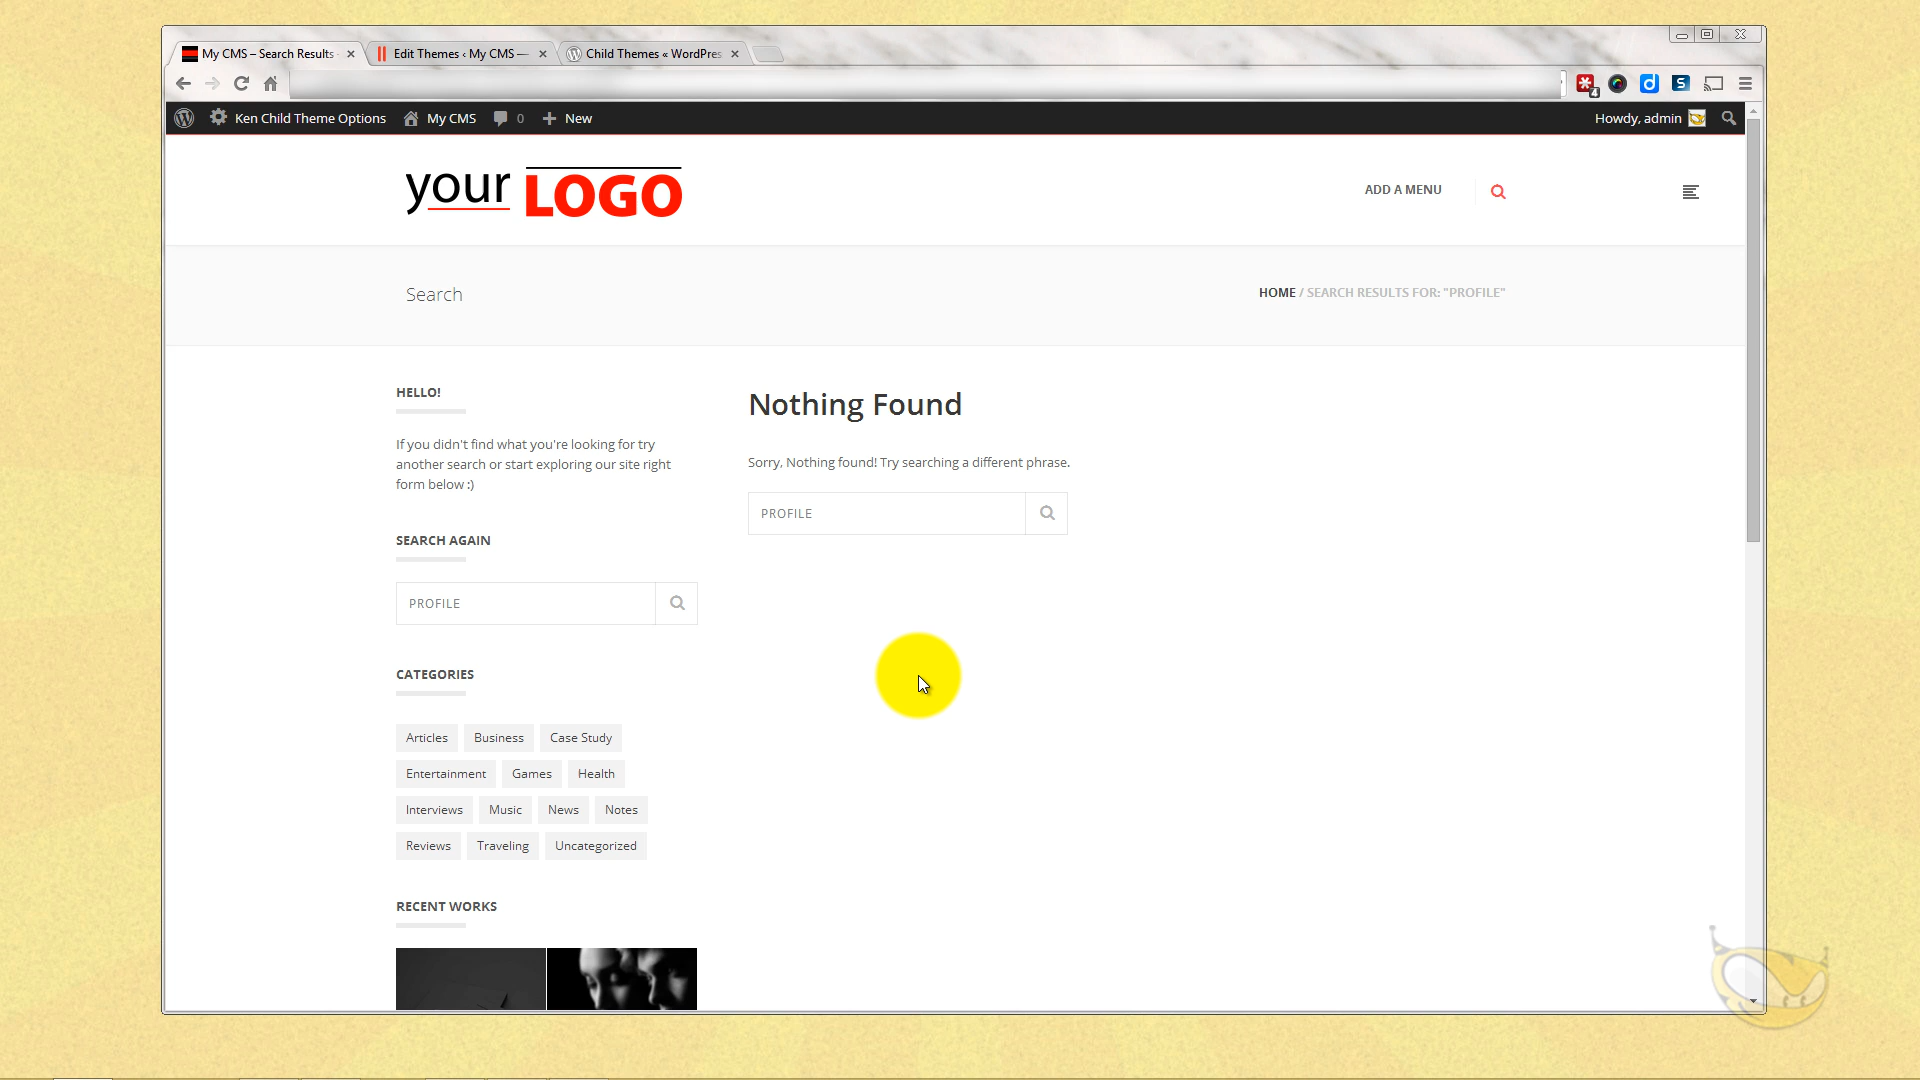 My CMS – Search Results
Edit Themes ‹ My CMS —
Child Themes « WordPres
4
Ken Child Theme Options
My CMS
0
New
Howdy, admin
your LOGO
ADD A MENU
Search
HOME / SEARCH RESULTS FOR: "PROFILE"
HELLO!
If you didn't find what you're looking for try
another search or start exploring our site right
form below :)
SEARCH AGAIN
PROFILE
CATEGORIES
Articles Business Case Study
Entertainment Games Health
Interviews Music News Notes
Reviews Traveling Uncategorized
RECENT WORKS
Nothing Found
Sorry, Nothing found! Try searching a different phrase.
PROFILE